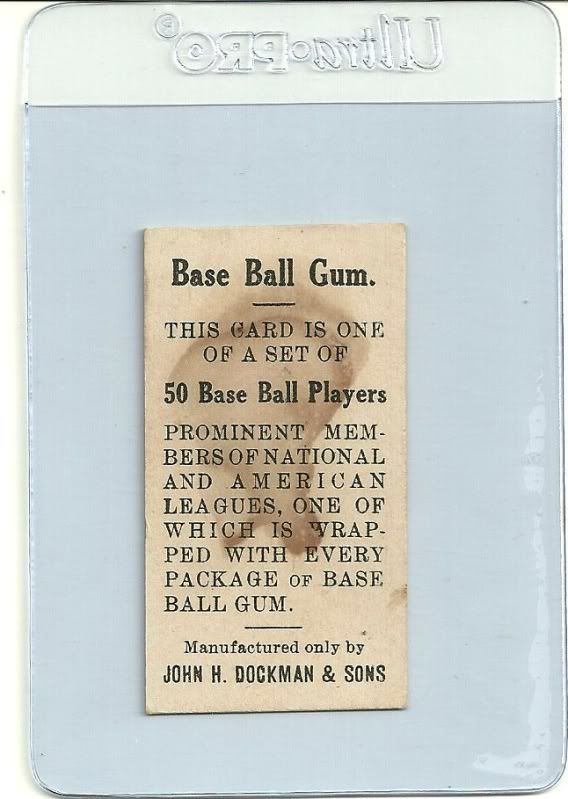 Ultra•PRO®
Base Ball Gum.
THIS CARD IS ONE
OF A SET OF
50 Base Ball Players
PROMINENT MEM-
BERS OF NATIONAL
AND AMERICAN
LEAGUES, ONE OF
WHICH IS WRAP-
PED WITH EVERY
PACKAGE OF BASE
BALL GUM.
Manufactured only by
JOHN H. DOCKMAN & SONS